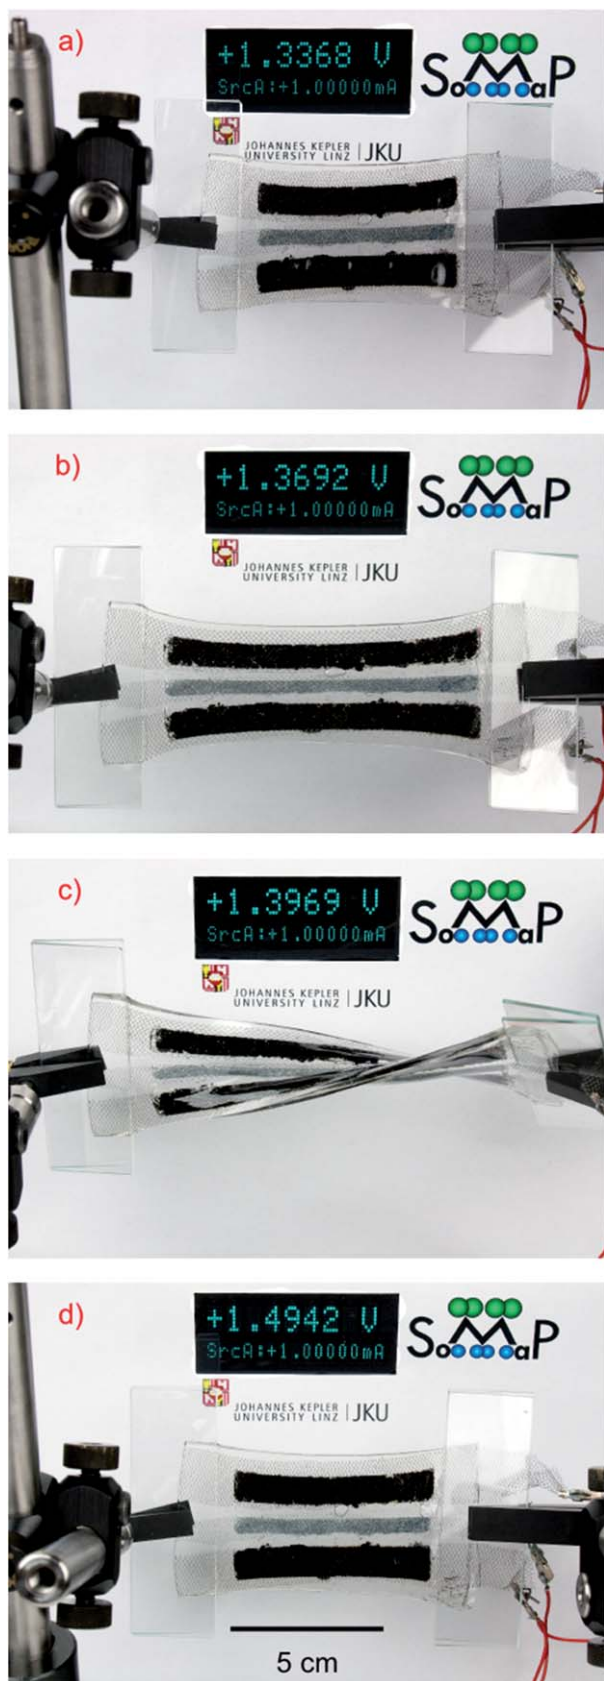 a)
+1.3368 V
SrcA:+1.00000mA
SoMaP
JOHANNES KEPLER
UNIVERSITY LINZ | JKU
b)
+1.3692 V
SrcA:+1.00000mA
SoMaP
JOHANNES KEPLER
UNIVERSITY LINZ | JKU
c)
+1.3969 V
SrcA:+1.00000mA
SoMaP
JOHANNES KEPLER
UNIVERSITY LINZ | JKU
d)
+1.4942 V
SrcA:+1.00000mA
SoMaP
JOHANNES KEPLER
UNIVERSITY LINZ | JKU
5 cm